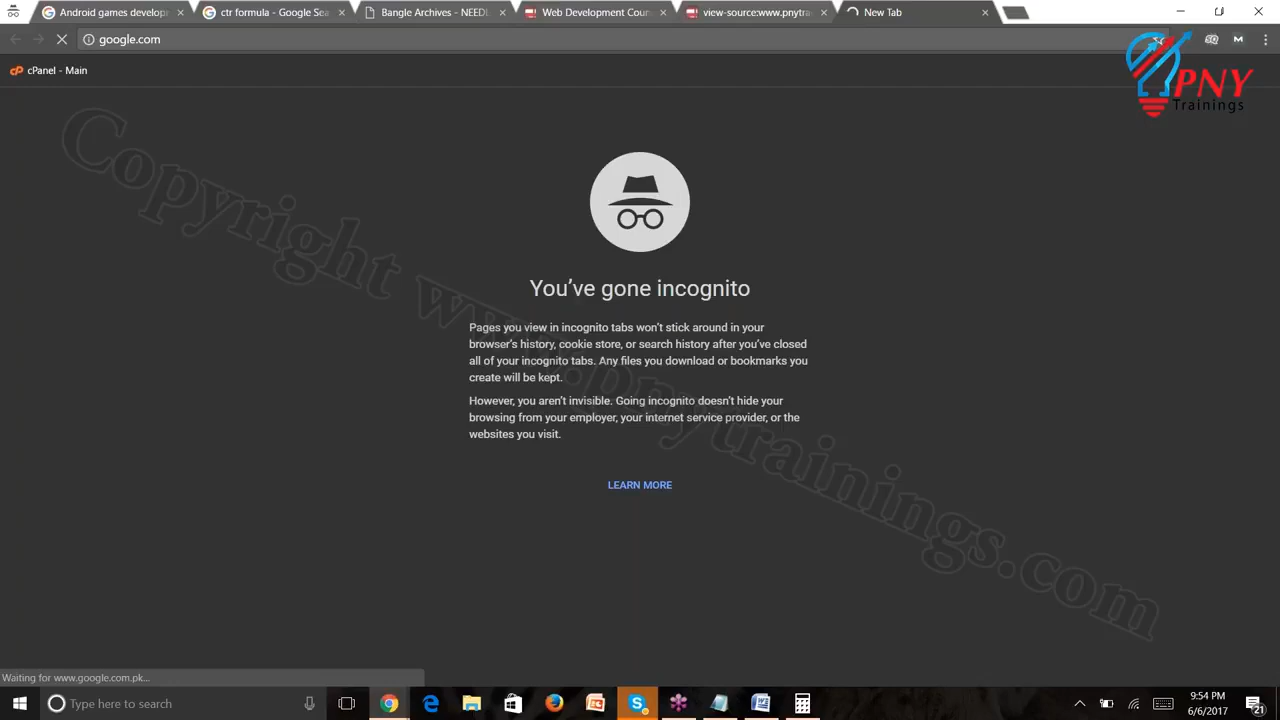 Android games develop
ctr formula - Google Sea
Bangle Archives - NEEDL
Web Development Cour
view-source:www.pnytra
New Tab
google.com
cPanel - Main
PNY
Trainings
You've gone incognito
Pages you view in incognito tabs won't stick around in your
browser's history, cookie store, or search history after you've closed
all of your incognito tabs. Any files you download or bookmarks you
create will be kept.
However, you aren't invisible. Going incognito doesn't hide your
browsing from your employer, your internet service provider, or the
websites you visit.
LEARN MORE
Copyright www.pnytrainings.com
Waiting for www.google.com.pk...
Type here to search
9:54 PM
6/6/2017
21